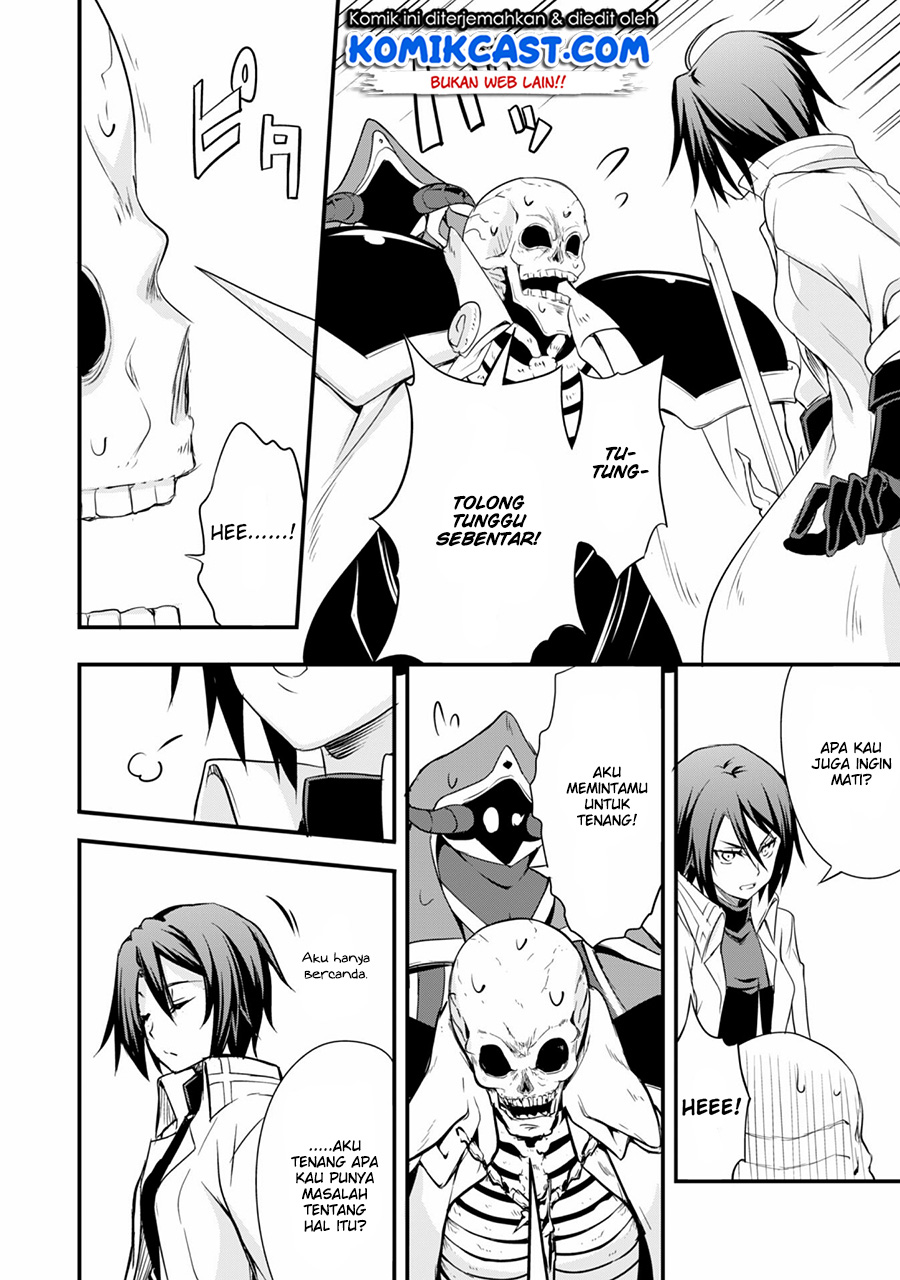 Komik ini diterjemahkan & diedit oleh
KOMIKCAST.COM
BUKAN WEB LAIN!!
TU-
TUNG-
TOLONG
TUNGGU
SEBENTAR!
ピタ
HEE......!
APA KAU
JUGA INGIN
MATI?
HEEE!
AKU
MEMINTAMU
UNTUK
TENANG!
Aku hanya
bercanda.
.....AKU
TENANG APA
KAU PUNYA
MASALAH
TENTANG
HAL ITU?